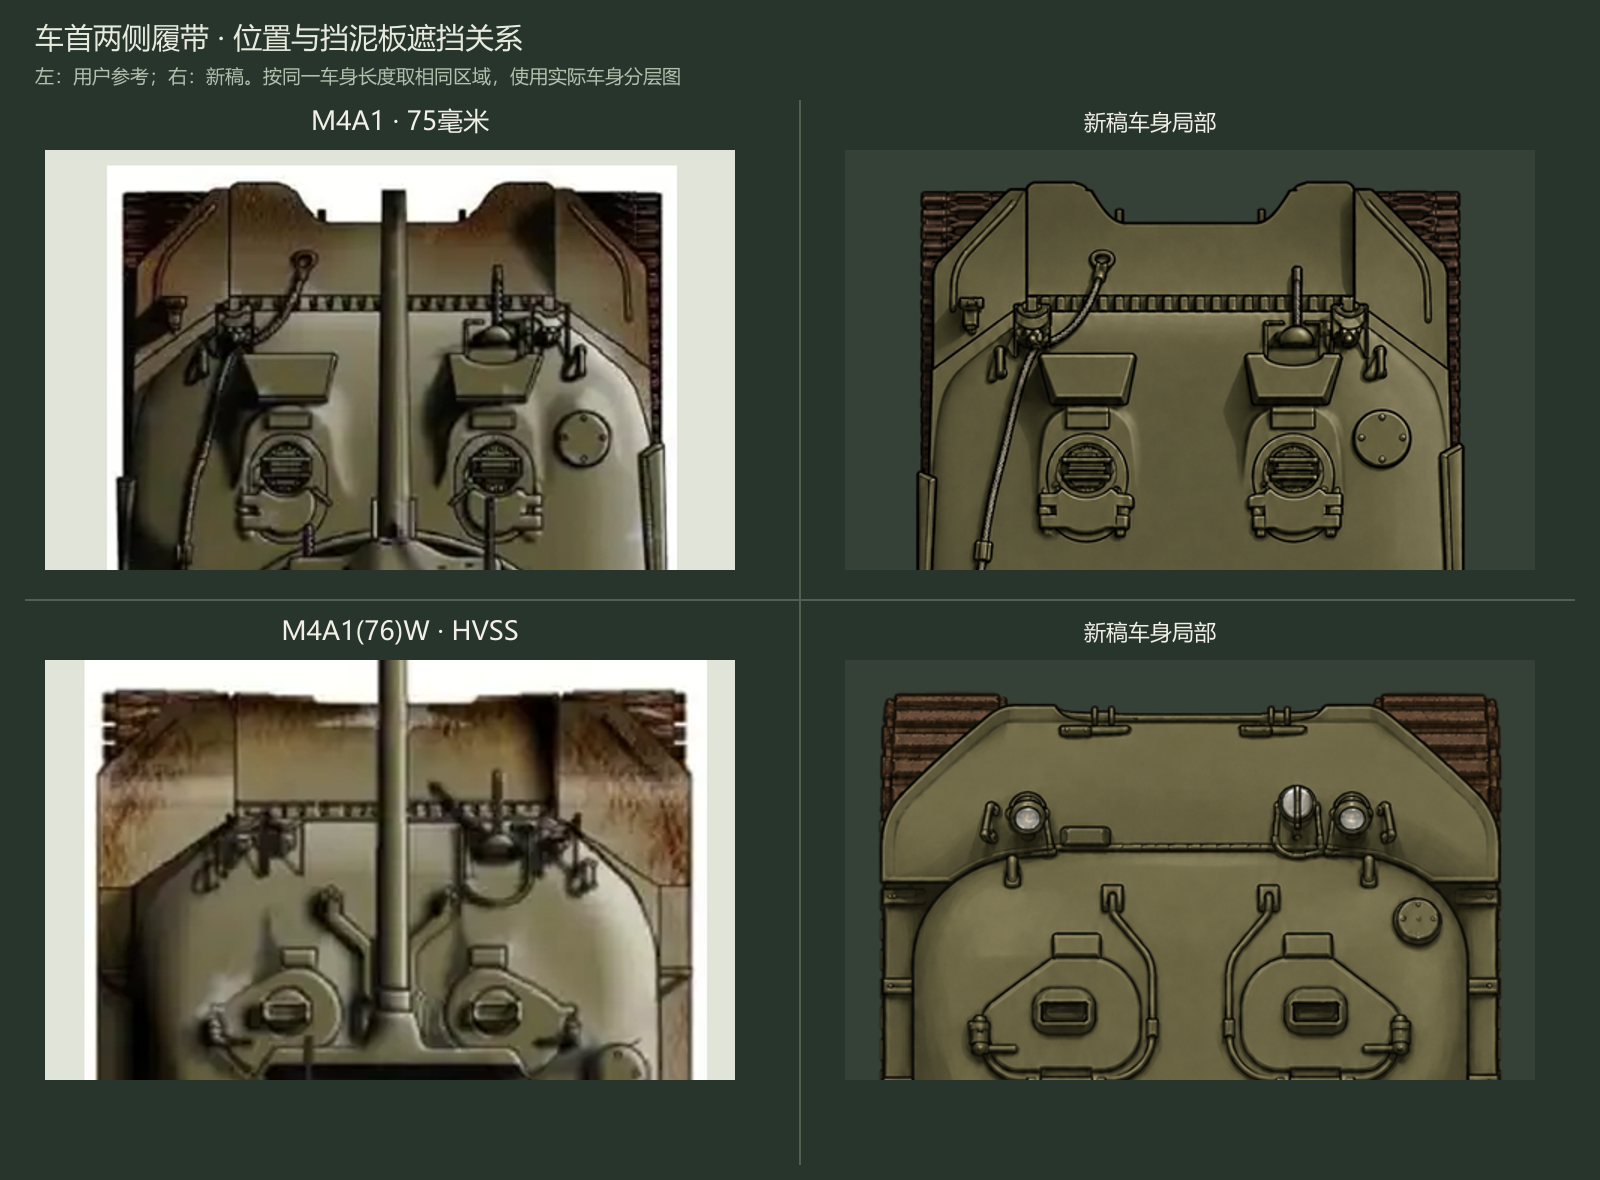 车首两侧履带 · 位置与挡泥板遮挡关系
左：用户参考；右：新稿。按同一车身长度取相同区域，使用实际车身分层图
M4A1 · 75毫米
新稿车身局部
M4A1(76)W · HVSS
新稿车身局部